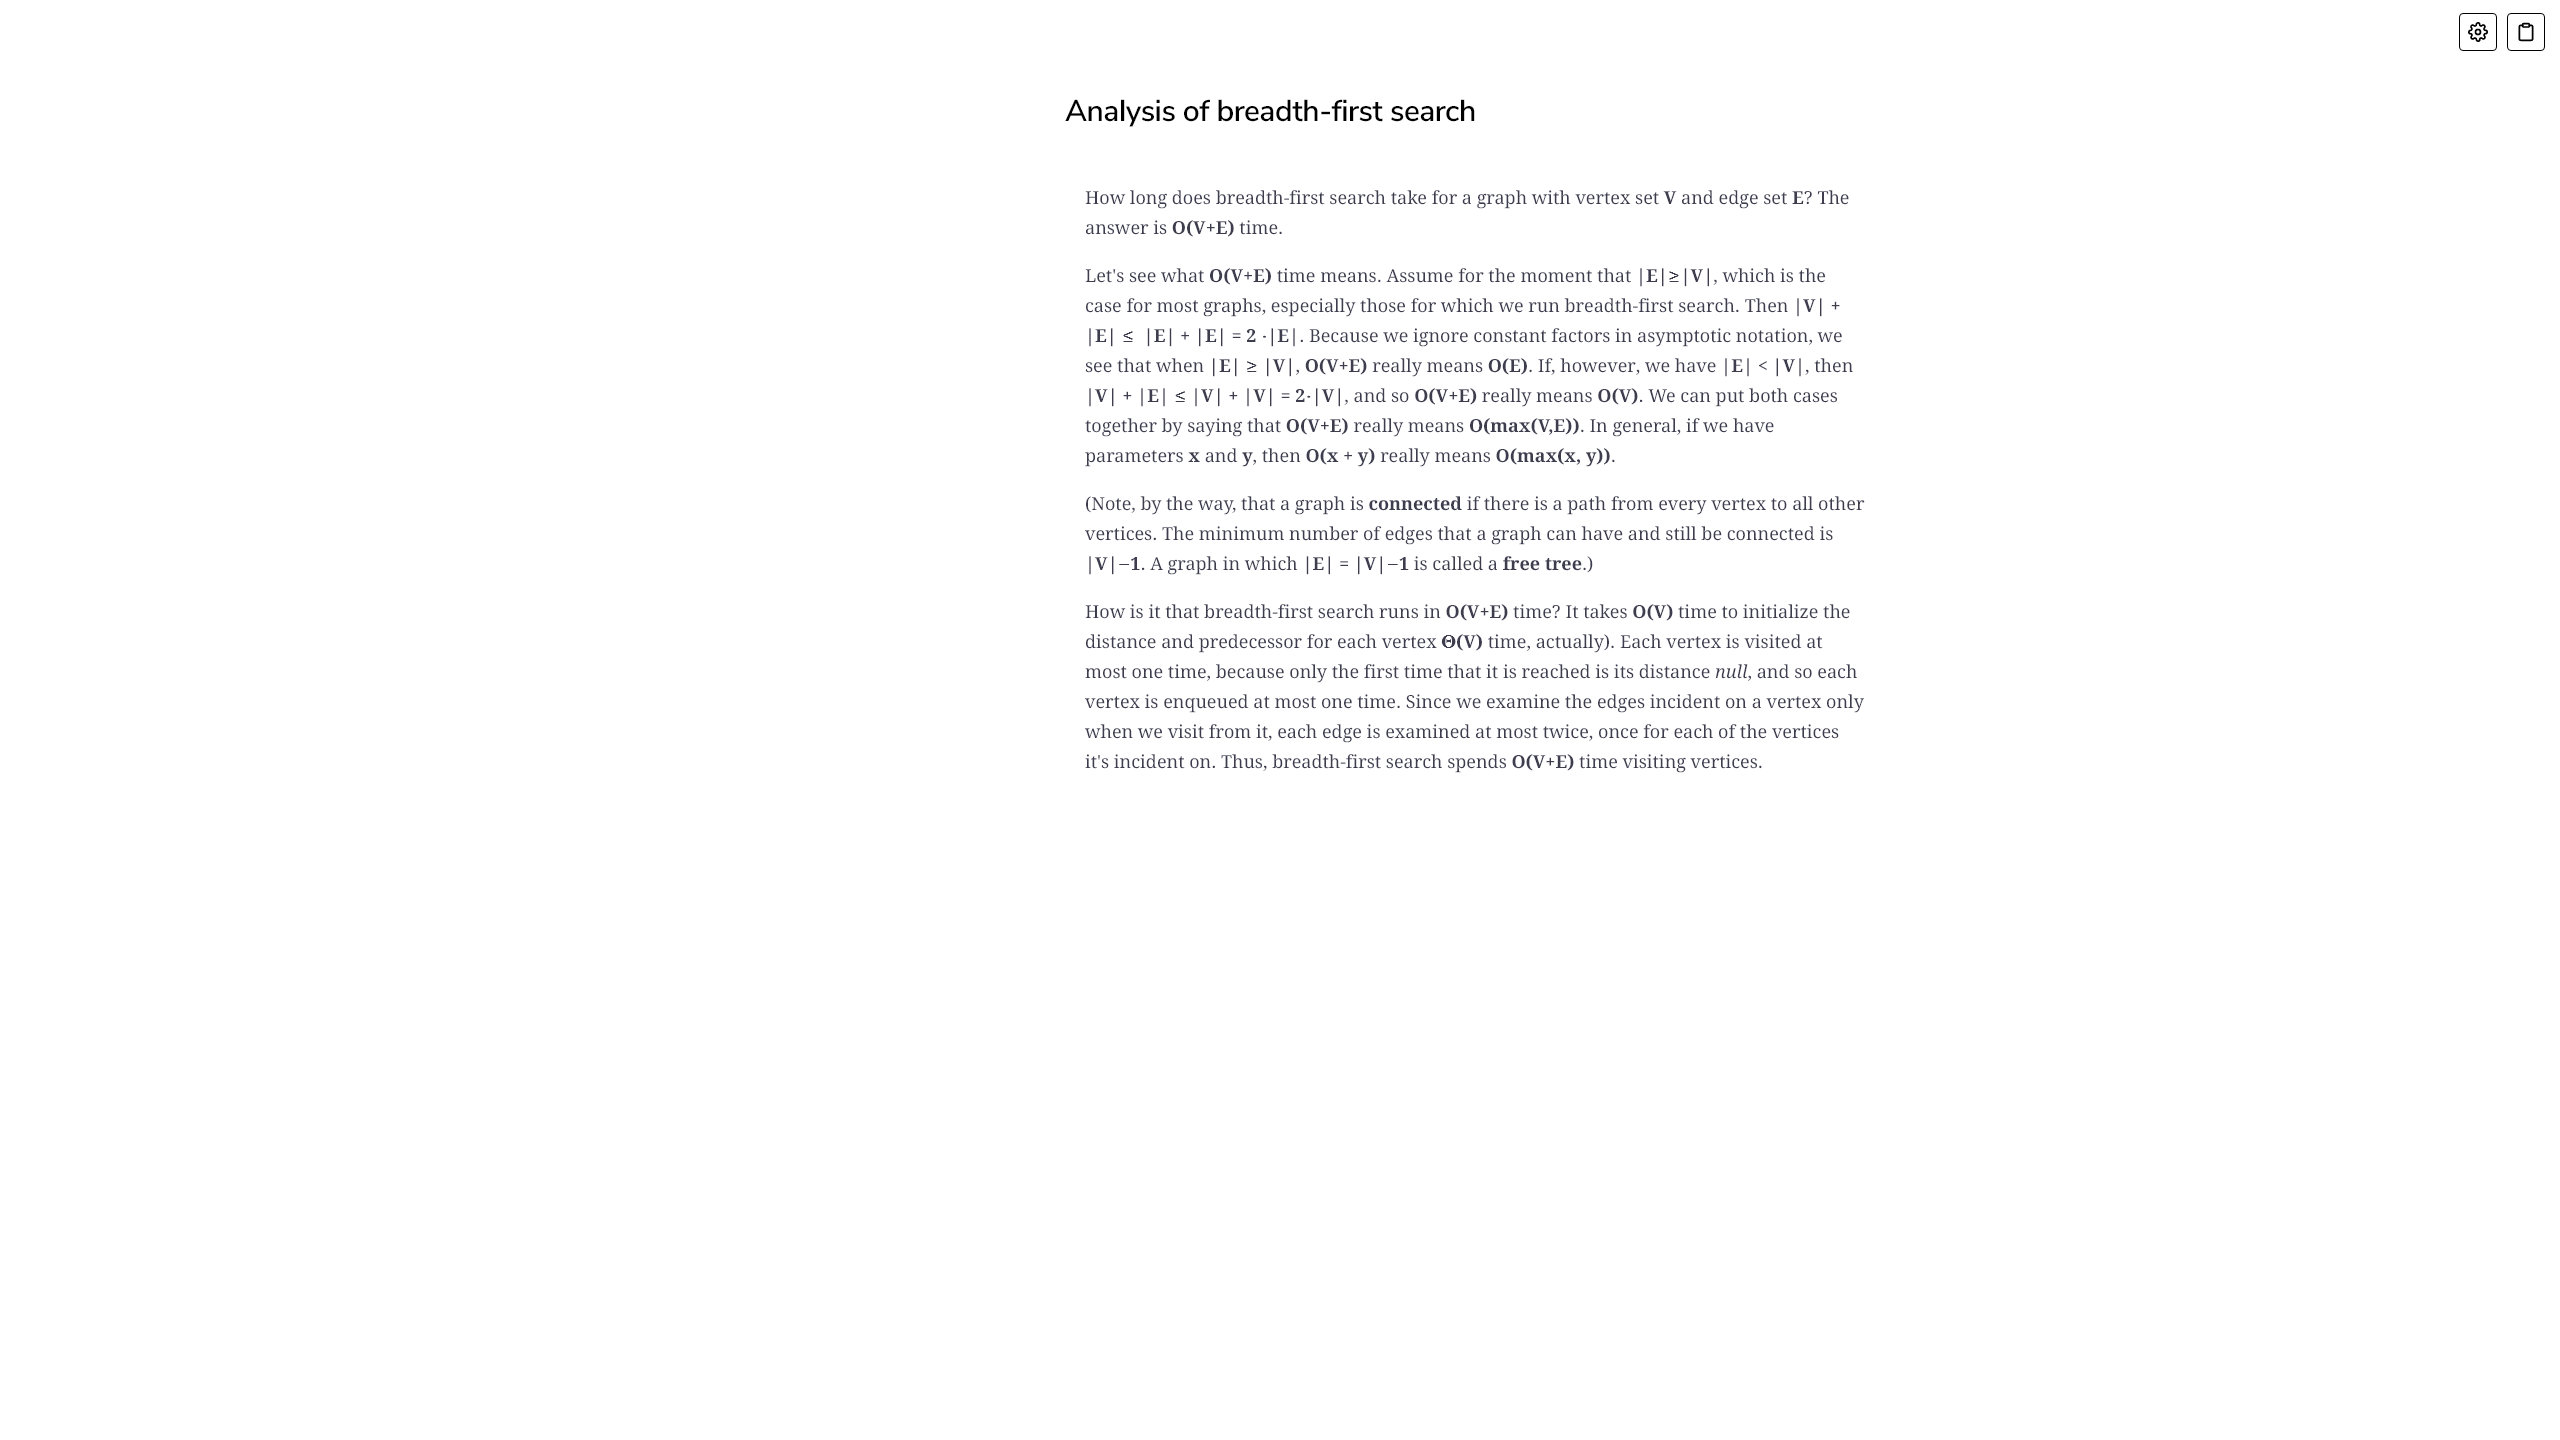 Analysis of breadth-first search
How long does breadth-first search take for a graph with vertex set V and edge set E? The
answer is O(V+E) time.
Let's see what O(V+E) time means. Assume for the moment that |E|≥|V|, which is the
case for most graphs, especially those for which we run breadth-first search. Then |V| +
|E| ≤ |E| + |E| = 2 ⋅|E|. Because we ignore constant factors in asymptotic notation, we
see that when |E| ≥ |V|, O(V+E) really means O(E). If, however, we have |E| < |V|, then
|V| + |E| ≤ |V| + |V| = 2⋅|V|, and so O(V+E) really means O(V). We can put both cases
together by saying that O(V+E) really means O(max(V,E)). In general, if we have
parameters x and y, then O(x + y) really means O(max(x, y)).
(Note, by the way, that a graph is connected if there is a path from every vertex to all other
vertices. The minimum number of edges that a graph can have and still be connected is
|V|−1. A graph in which |E| = |V|−1 is called a free tree.)
How is it that breadth-first search runs in O(V+E) time? It takes O(V) time to initialize the
distance and predecessor for each vertex Θ(V) time, actually). Each vertex is visited at
most one time, because only the first time that it is reached is its distance null, and so each
vertex is enqueued at most one time. Since we examine the edges incident on a vertex only
when we visit from it, each edge is examined at most twice, once for each of the vertices
it's incident on. Thus, breadth-first search spends O(V+E) time visiting vertices.